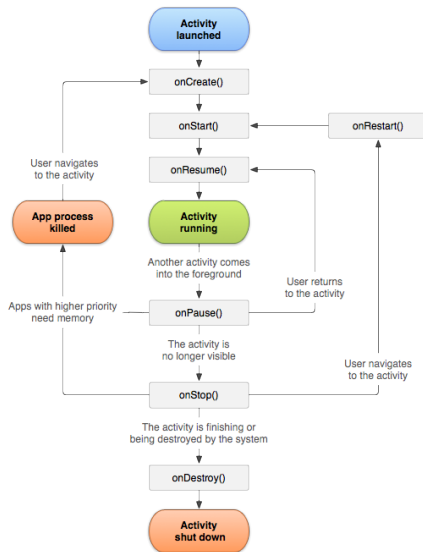 Activity
launched
onCreate()
onStart()
onRestart()
User navigates
to the activity
onResume()
App process
killed
Activity
running
Another activity comes
into the foreground
User returns
to the activity
Apps with higher priority
need memory
onPause()
The activity is
no longer visible
User navigates
to the activity
onStop()
The activity is finishing or
being destroyed by the system
onDestroy()
Activity
shut down